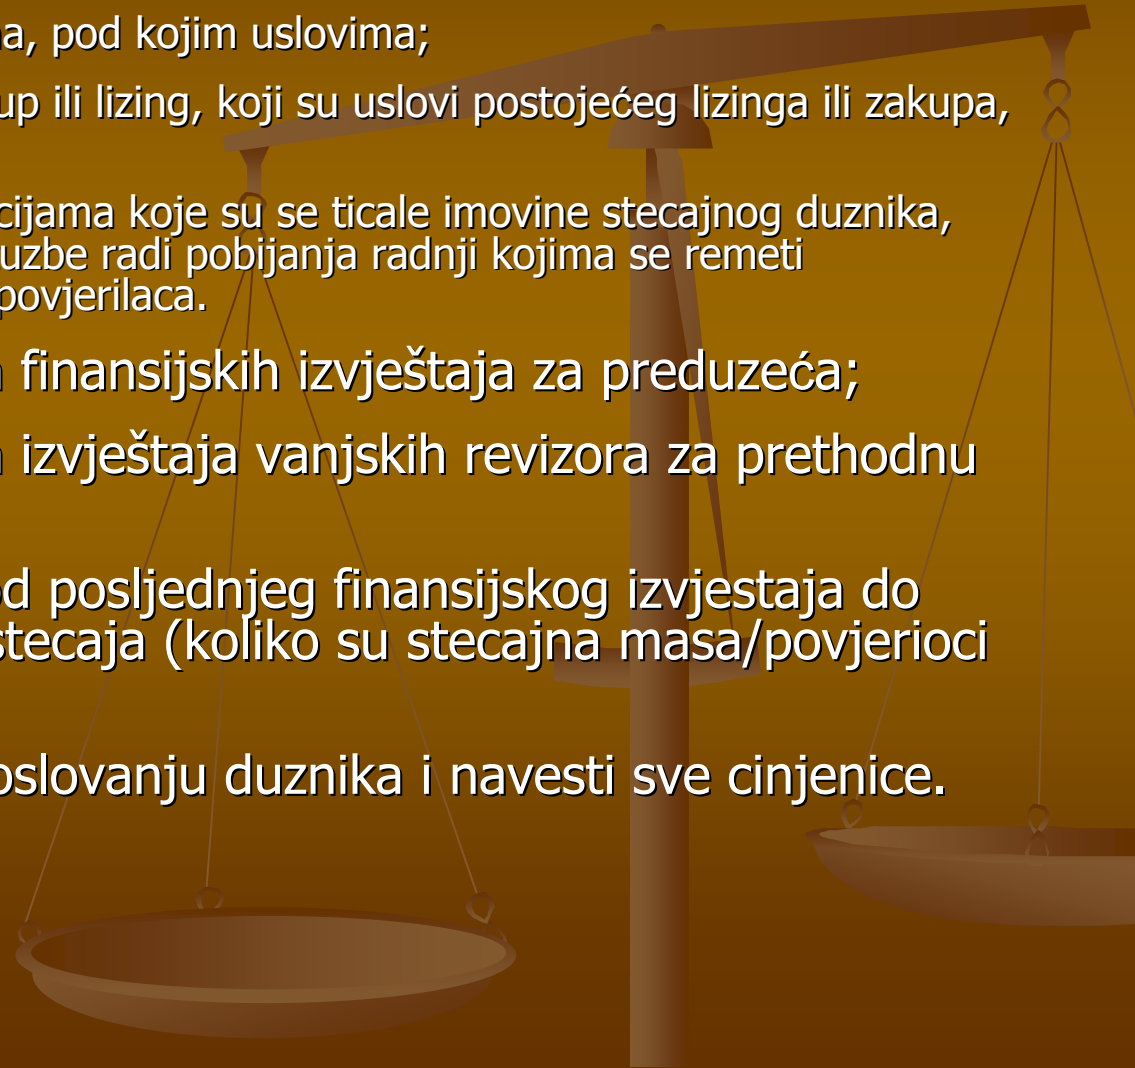 a, pod kojim uslovima;
up ili lizing, koji su uslovi postojećeg lizinga ili zakupa,
cijama koje su se ticale imovine stecajnog duznika,
uzbe radi pobijanja radnji kojima se remeti
povjerilaca.
finansijskih izvještaja za preduzeća;
izvještaja vanjskih revizora za prethodnu
od posljednjeg finansijskog izvjestaja do
stecaja (koliko su stecajna masa/povjerioci
oslovanju duznika i navesti sve cinjenice.